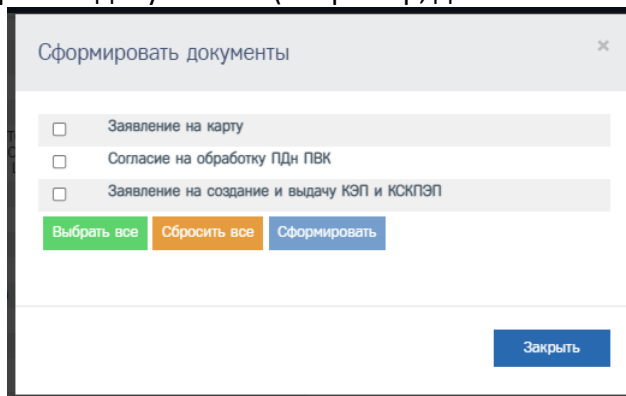 Сформировать документы
×
Заявление на карту
Согласие на обработку ПДн ПВК
Заявление на создание и выдачу КЭП и КСКПЭП
Выбрать все Сбросить все Сформировать
Закрыть